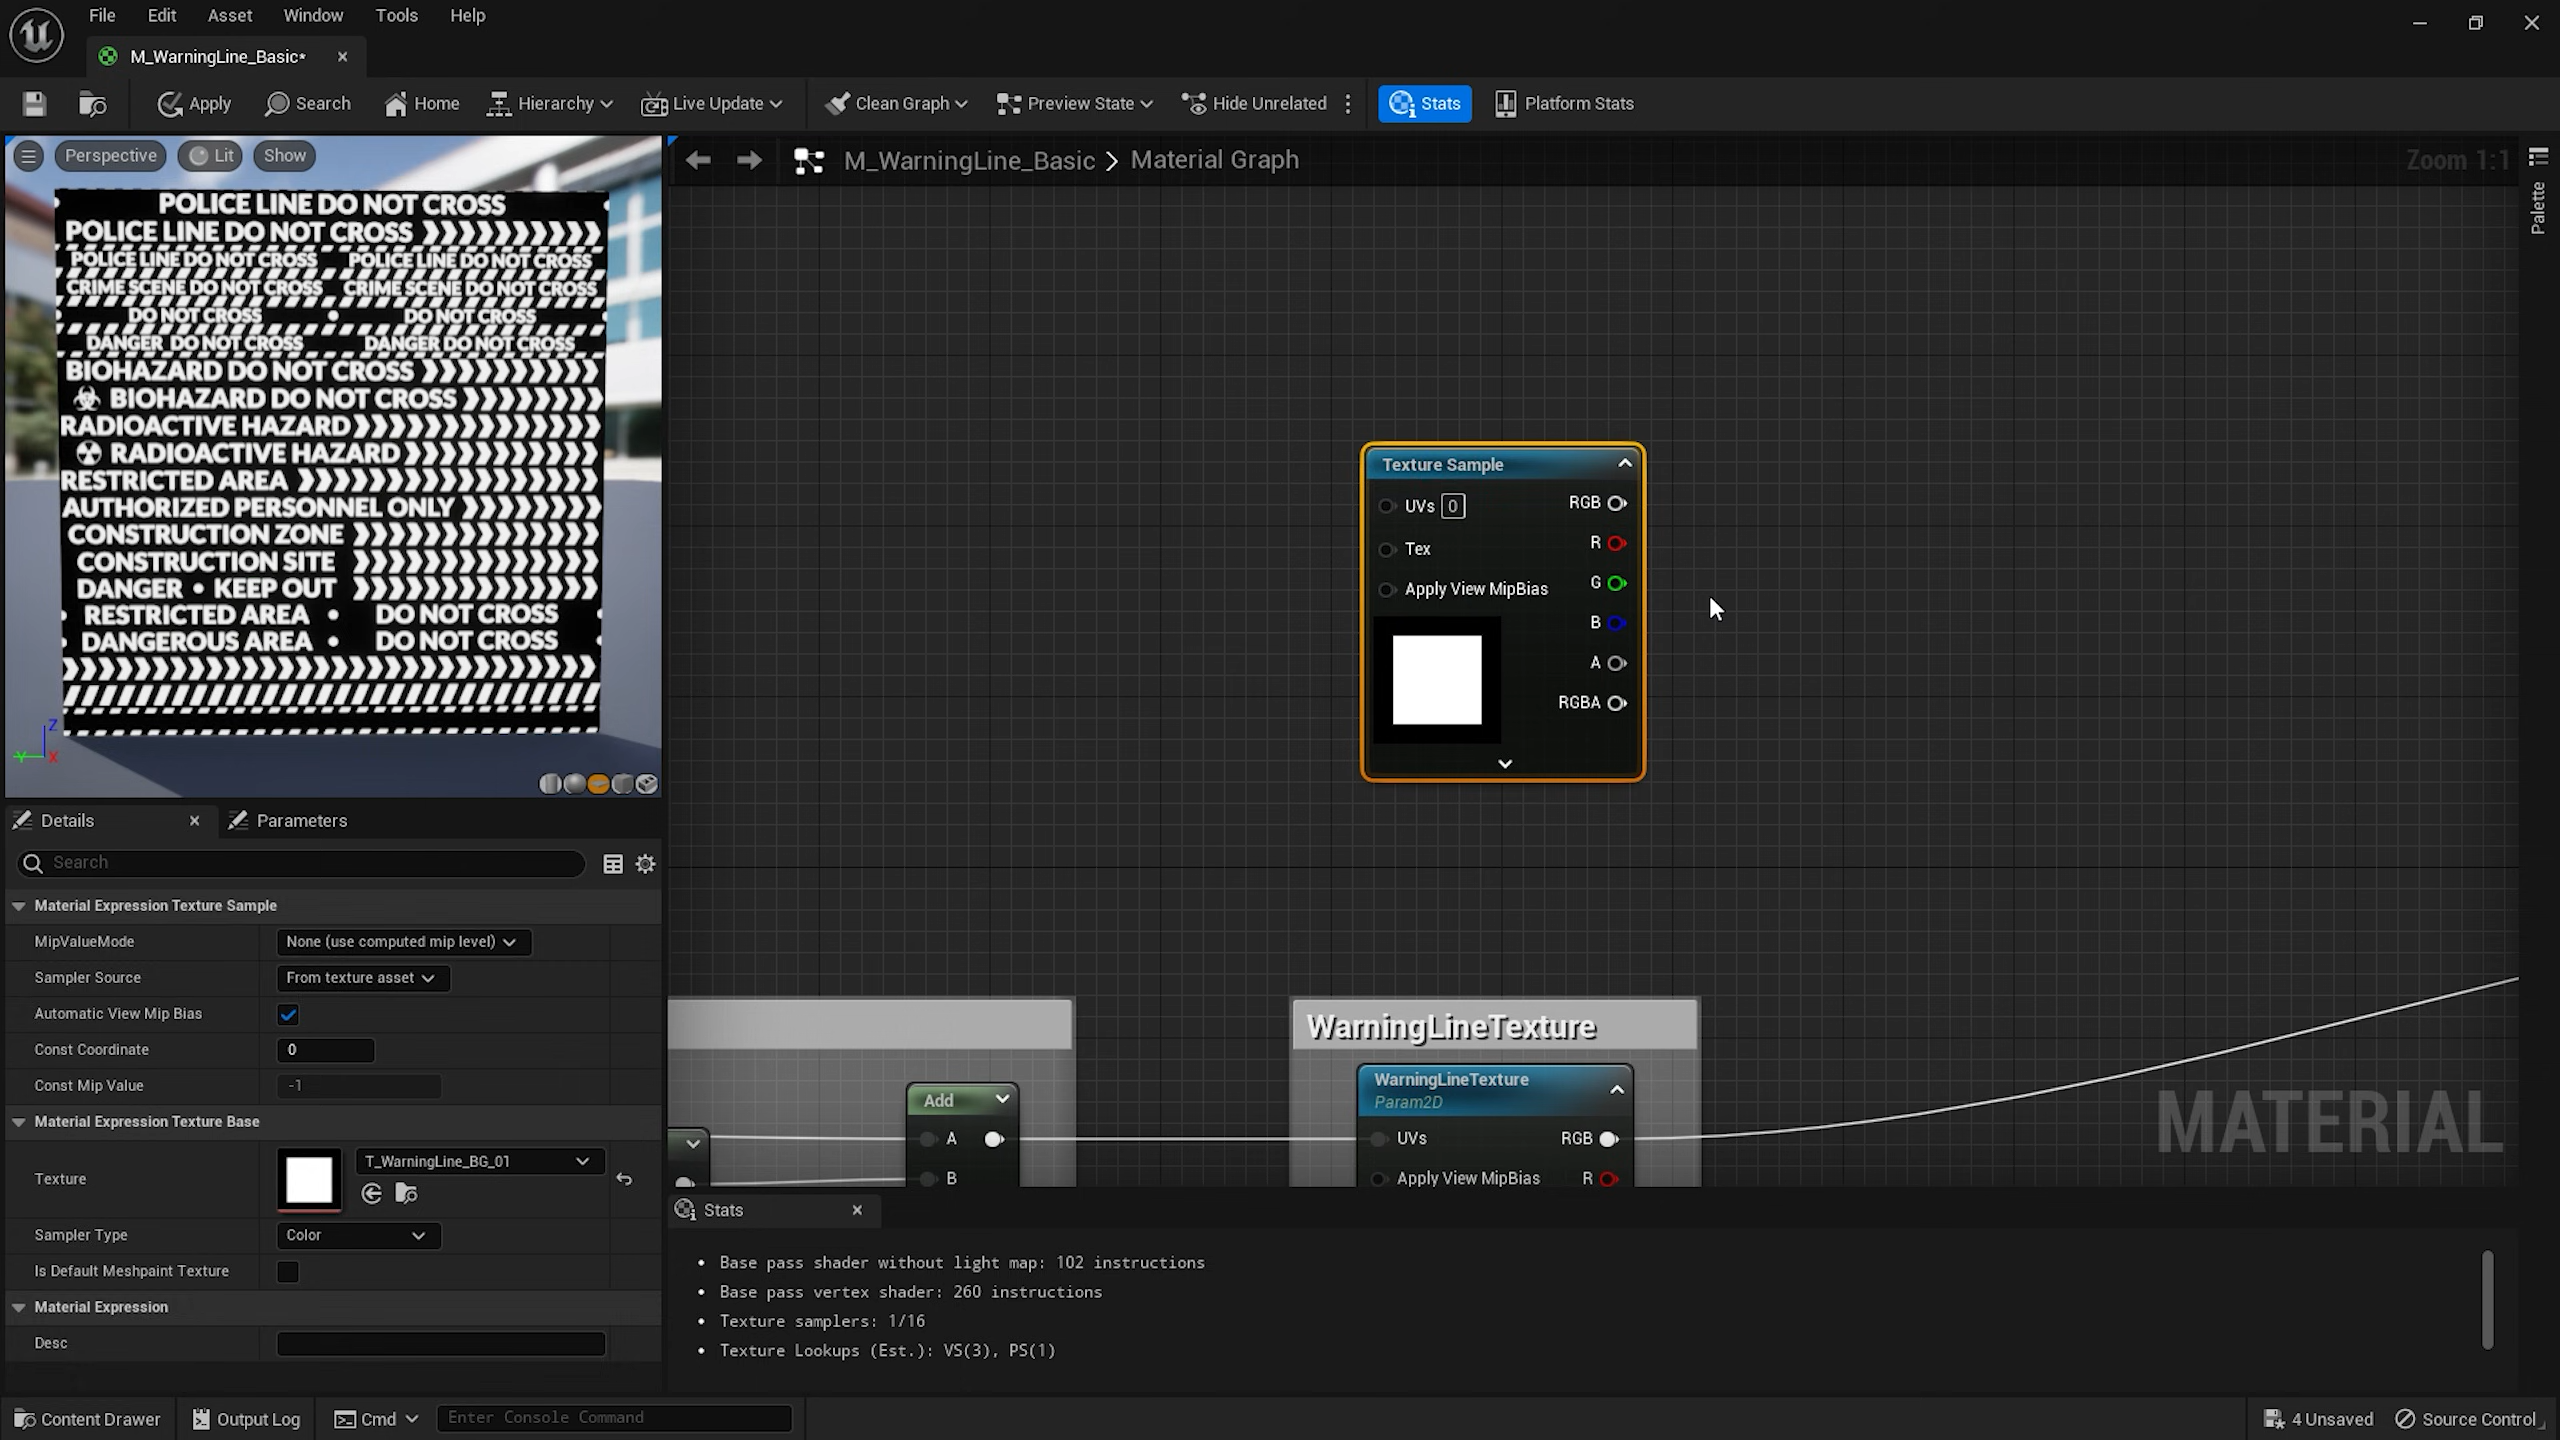 File Edit Asset Window Tools Help
M_WarningLine_Basic*
Apply Search Home Hierarchy Live Update Clean Graph Preview State Hide Unrelated Stats Platform Stats
Perspective Lit Show
M_WarningLine_Basic > Material Graph
Zoom 1:1
Palette
POLICE LINE DO NOT CROSS
POLICE LINE DO NOT CROSS
POLICE LINE DO NOT CROSS POLICE LINE DO NOT CROSS
CRIME SCENE DO NOT CROSS CRIME SCENE DO NOT CROSS
DO NOT CROSS • DO NOT CROSS
DANGER DO NOT CROSS DANGER DO NOT CROSS
BIOHAZARD DO NOT CROSS
BIOHAZARD DO NOT CROSS
RADIOACTIVE HAZARD
RADIOACTIVE HAZARD
RESTRICTED AREA
AUTHORIZED PERSONNEL ONLY
CONSTRUCTION ZONE
CONSTRUCTION SITE
DANGER • KEEP OUT
RESTRICTED AREA • DO NOT CROSS
DANGEROUS AREA • DO NOT CROSS
Z
Y X
Texture Sample
UVs 0 RGB
R
Tex
G
Apply View MipBias
B
A
RGBA
Details Parameters
Search
Material Expression Texture Sample
MipValueMode None (use computed mip level)
Sampler Source From texture asset
Automatic View Mip Bias
Const Coordinate 0
Const Mip Value -1
Material Expression Texture Base
Texture T_WarningLine_BG_01
Sampler Type Color
Is Default Meshpaint Texture
Material Expression
Desc
WarningLineTexture
WarningLineTexture
Param2D
UVs RGB
Apply View MipBias R
Add
A
B
MATERIAL
Stats
• Base pass shader without light map: 102 instructions
• Base pass vertex shader: 260 instructions
• Texture samplers: 1/16
• Texture Lookups (Est.): VS(3), PS(1)
Content Drawer Output Log Cmd Enter Console Command 4 Unsaved Source Control